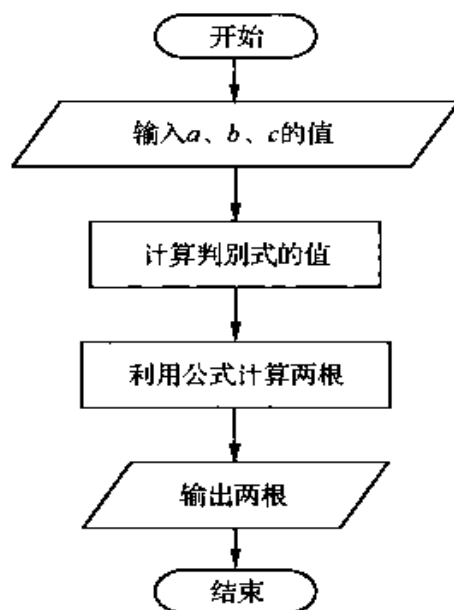 开始
输入a、b、c的值
计算判别式的值
利用公式计算两根
输出两根
结束